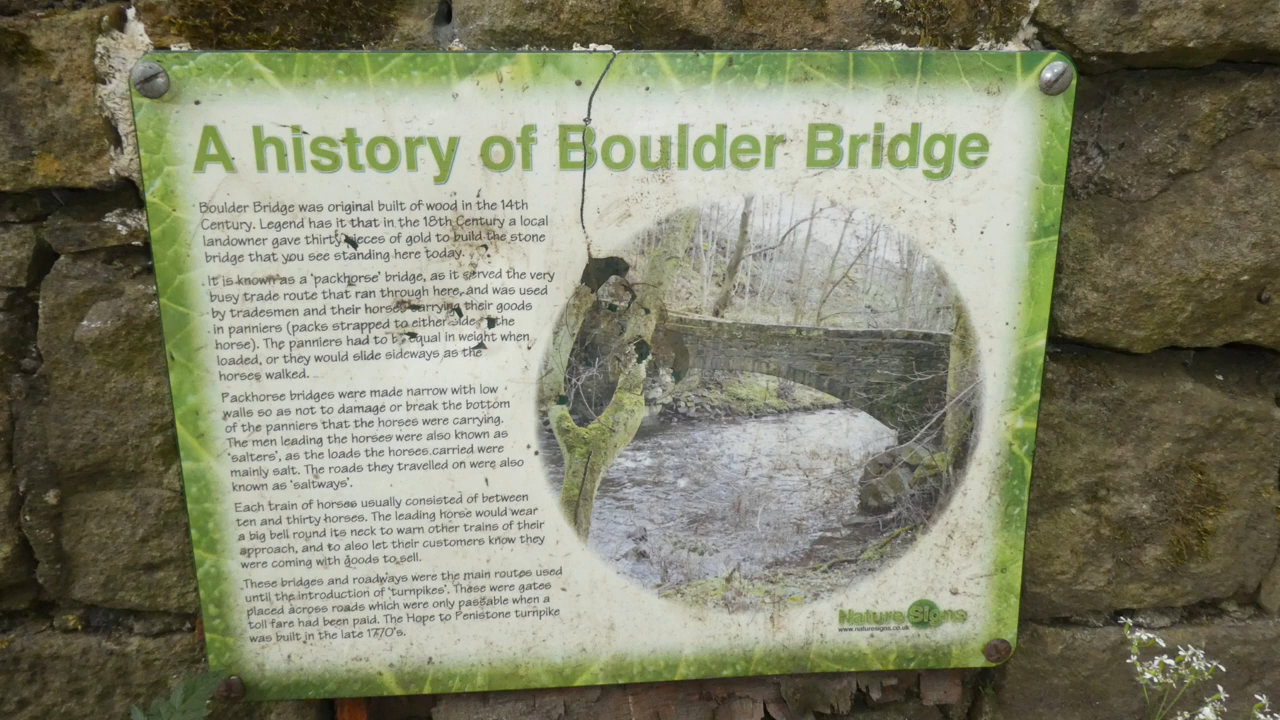 A history of Boulder Bridge
Boulder Bridge was original built of wood in the 14th
Century. Legend has it that in the 18th Century a local
landowner gave thirty pieces of gold to build the stone
bridge that you see standing here today.
It is known as a 'packhorse' bridge, as it served the very
busy trade route that ran through here, and was used
by tradesmen and their horses carrying their goods
in panniers (packs strapped to either side of the
horse). The panniers had to be equal in weight when
loaded, or they would slide sideways as the
horses walked.
Packhorse bridges were made narrow with low
walls so as not to damage or break the bottom
of the panniers that the horses were carrying.
The men leading the horses were also known as
'salters', as the loads the horses carried were
mainly salt. The roads they travelled on were also
known as 'saltways'.
Each train of horses usually consisted of between
ten and thirty horses. The leading horse would wear
a big bell round its neck to warn other trains of their
approach, and to also let their customers know they
were coming with goods to sell.
These bridges and roadways were the main routes used
until the introduction of 'turnpikes'. These were gates
placed across roads which were only passable when a
toll fare had been paid. The Hope to Penistone turnpike
was built in the late 1770's.
Nature Signs
www.naturesigns.co.uk